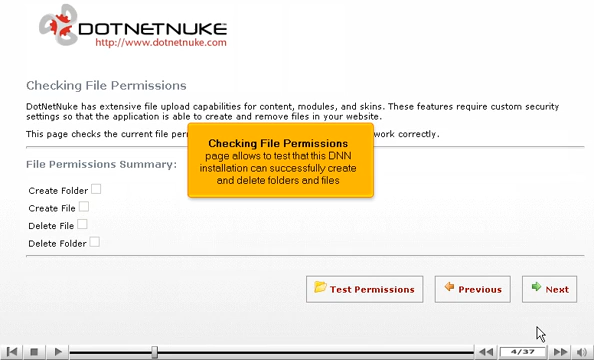 DOTNETNUKE
http://www.dotnetnuke.com
Checking File Permissions
DotNetNuke has extensive file upload capabilities for content, modules, and skins. These features require custom security
settings so that the application is able to create and remove files in your website.
This page checks the current file perm work correctly.
Checking File Permissions
page allows to test that this DNN
installation can successfully create
and delete folders and files
File Permissions Summary:
Create Folder
Create File
Delete File
Delete Folder
Test Permissions
Previous
Next
4/37